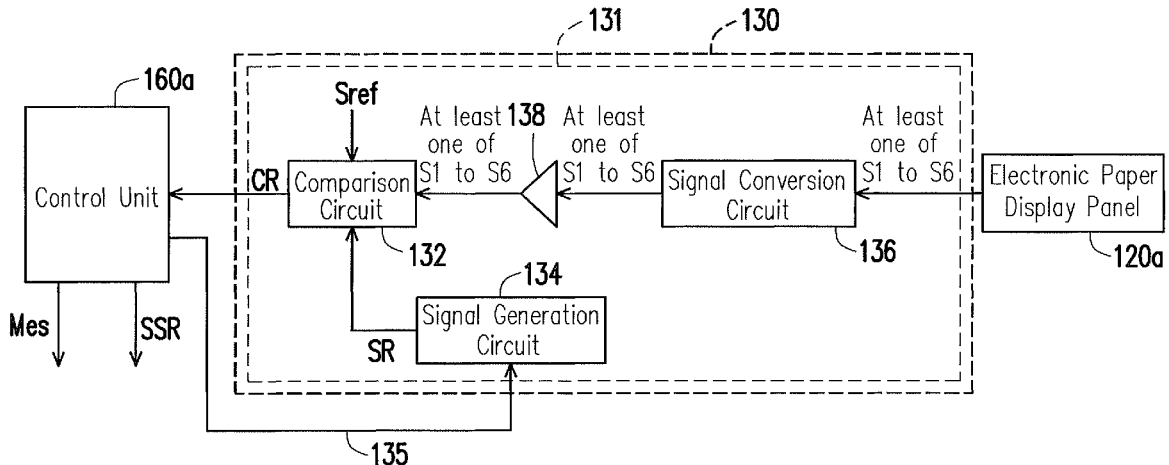 131
130
160a
Sref
At least
one of
S1 to S6
138
At least
one of
S1 to S6
At least
one of
S1 to S6
Control Unit
CR
Comparison
Circuit
Signal Conversion
Circuit
Electronic Paper
Display Panel
132
136
120a
134
Signal Generation
Circuit
Mes
SSR
SR
135